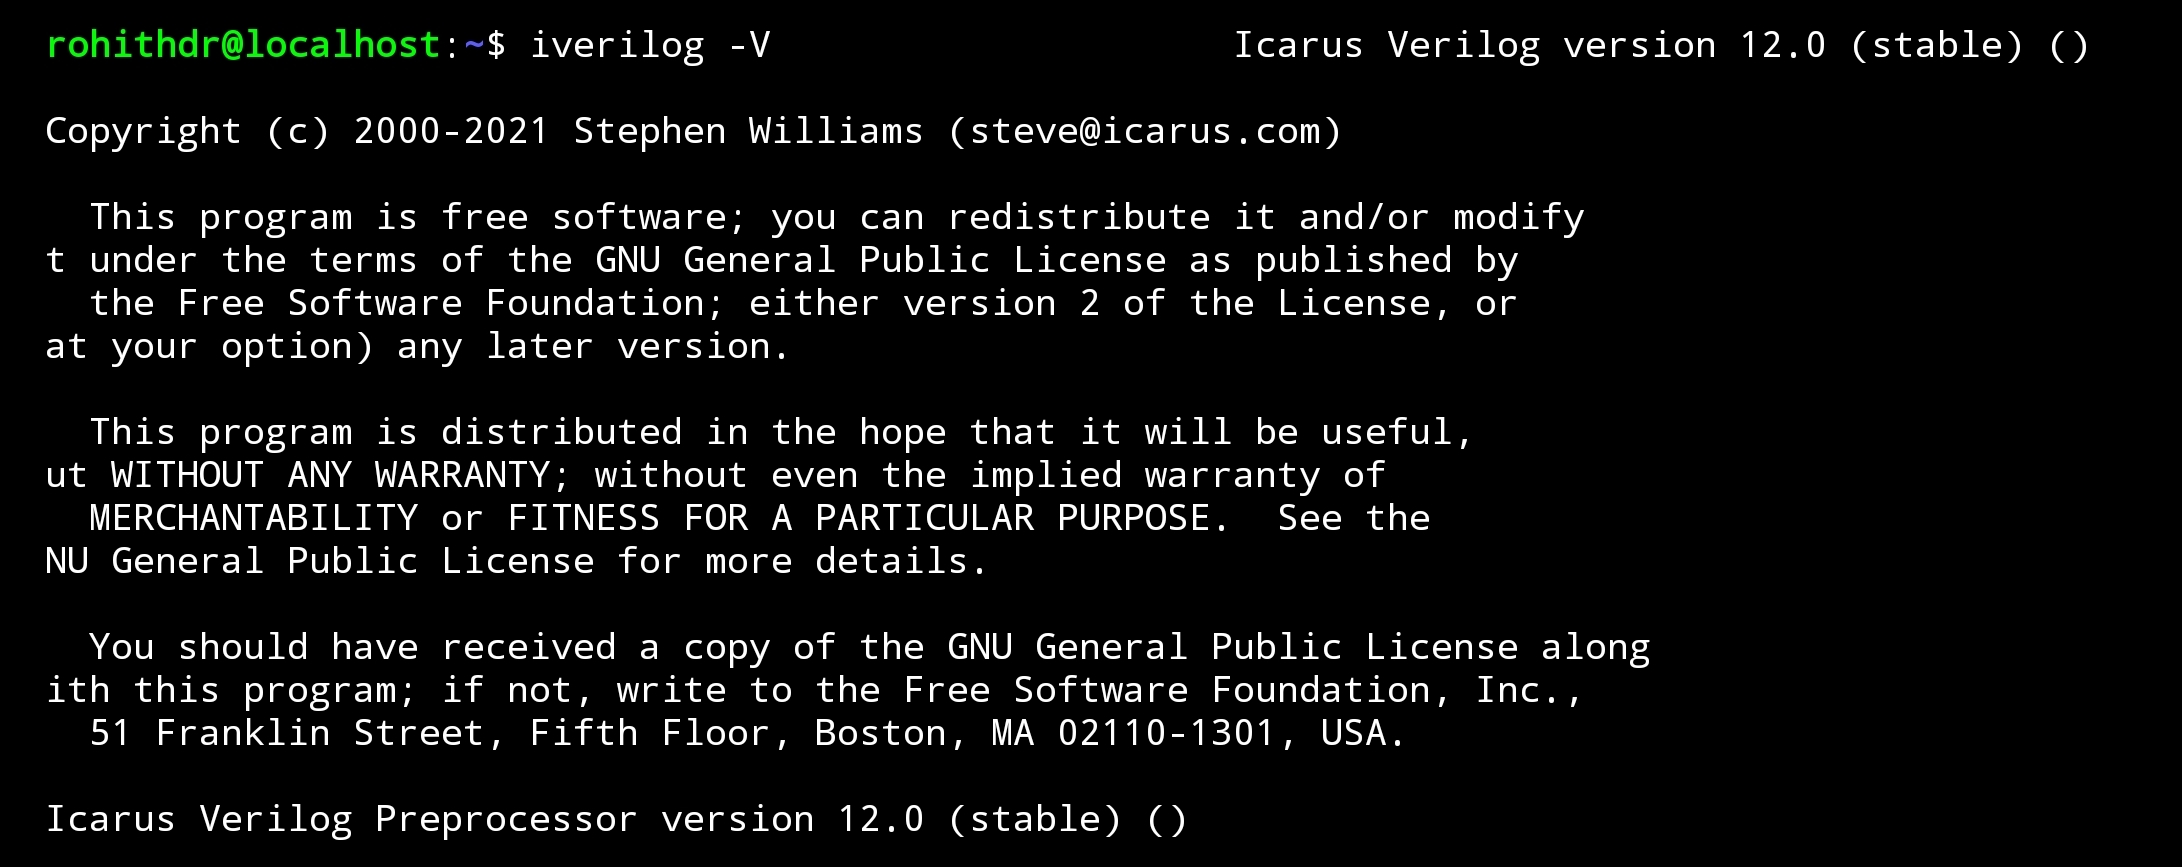 rohithdr@localhost:~$ iverilog -V                     Icarus Verilog version 12.0 (stable) ()
Copyright (c) 2000-2021 Stephen Williams (steve@icarus.com)
  This program is free software; you can redistribute it and/or modify
t under the terms of the GNU General Public License as published by
  the Free Software Foundation; either version 2 of the License, or
at your option) any later version.
  This program is distributed in the hope that it will be useful,
ut WITHOUT ANY WARRANTY; without even the implied warranty of
  MERCHANTABILITY or FITNESS FOR A PARTICULAR PURPOSE.  See the
NU General Public License for more details.
  You should have received a copy of the GNU General Public License along
ith this program; if not, write to the Free Software Foundation, Inc.,
  51 Franklin Street, Fifth Floor, Boston, MA 02110-1301, USA.
Icarus Verilog Preprocessor version 12.0 (stable) ()